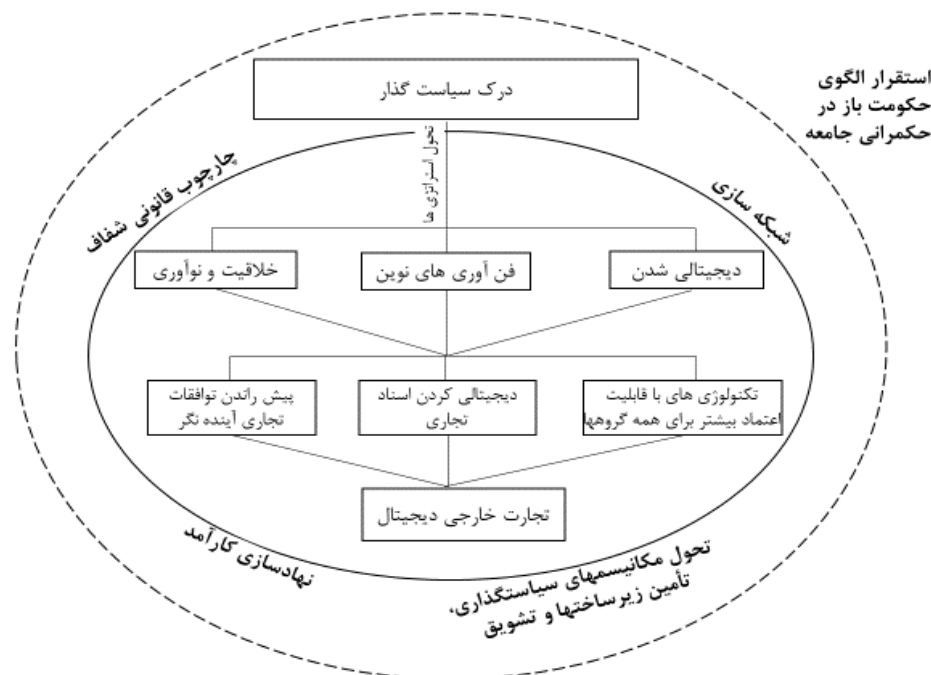 استقرار الگوی
حکومت باز در
حکمرانی جامعه
درک سیاست گذار
تحول استراتژی ها
چارچوب قانونی شفاف
شبکه سازی
دیجیتالی شدن
فن آوری های نوین
خلاقیت و نوآوری
تکنولوژی های با قابلیت
اعتماد بیشتر برای همه گروهها
دیجیتالی کردن اسناد
تجاری
پیش راندن توافقات
تجاری آینده نگر
تجارت خارجی دیجیتال
تحول مکانیسمهای سیاستگذاری،
تأمین زیرساختها و تشویق
نهادسازی کارآمد